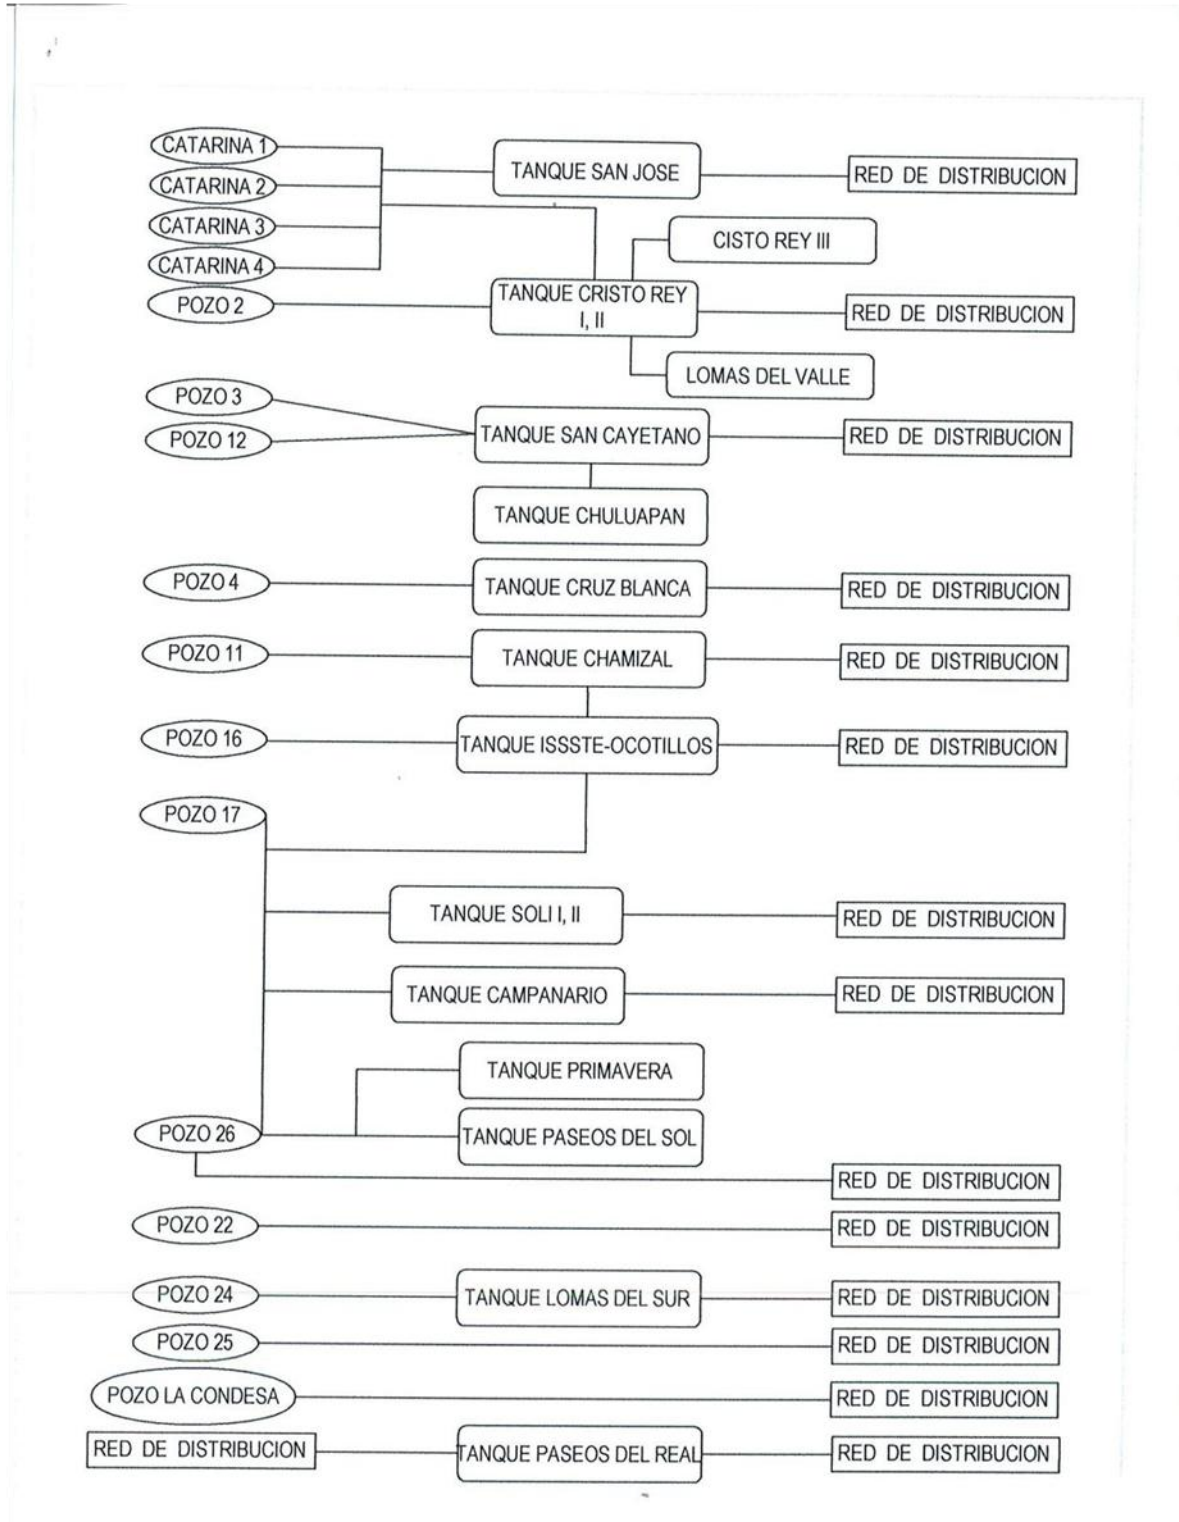 CATARINA 1
TANQUE SAN JOSE
RED DE DISTRIBUCION
CATARINA 2
CATARINA 3
CISTO REY III
CATARINA 4
POZO 2
TANQUE CRISTO REY
I, II
RED DE DISTRIBUCION
LOMAS DEL VALLE
POZO 3
POZO 12
TANQUE SAN CAYETANO
RED DE DISTRIBUCION
TANQUE CHULUAPAN
POZO 4
TANQUE CRUZ BLANCA
RED DE DISTRIBUCION
POZO 11
TANQUE CHAMIZAL
RED DE DISTRIBUCION
POZO 16
TANQUE ISSSTE-OCOTILLOS
RED DE DISTRIBUCION
POZO 17
TANQUE SOLI I, II
RED DE DISTRIBUCION
TANQUE CAMPANARIO
RED DE DISTRIBUCION
TANQUE PRIMAVERA
POZO 26
TANQUE PASEOS DEL SOL
RED DE DISTRIBUCION
POZO 22
RED DE DISTRIBUCION
POZO 24
TANQUE LOMAS DEL SUR
RED DE DISTRIBUCION
POZO 25
RED DE DISTRIBUCION
POZO LA CONDESA
RED DE DISTRIBUCION
RED DE DISTRIBUCION
TANQUE PASEOS DEL REAL
RED DE DISTRIBUCION